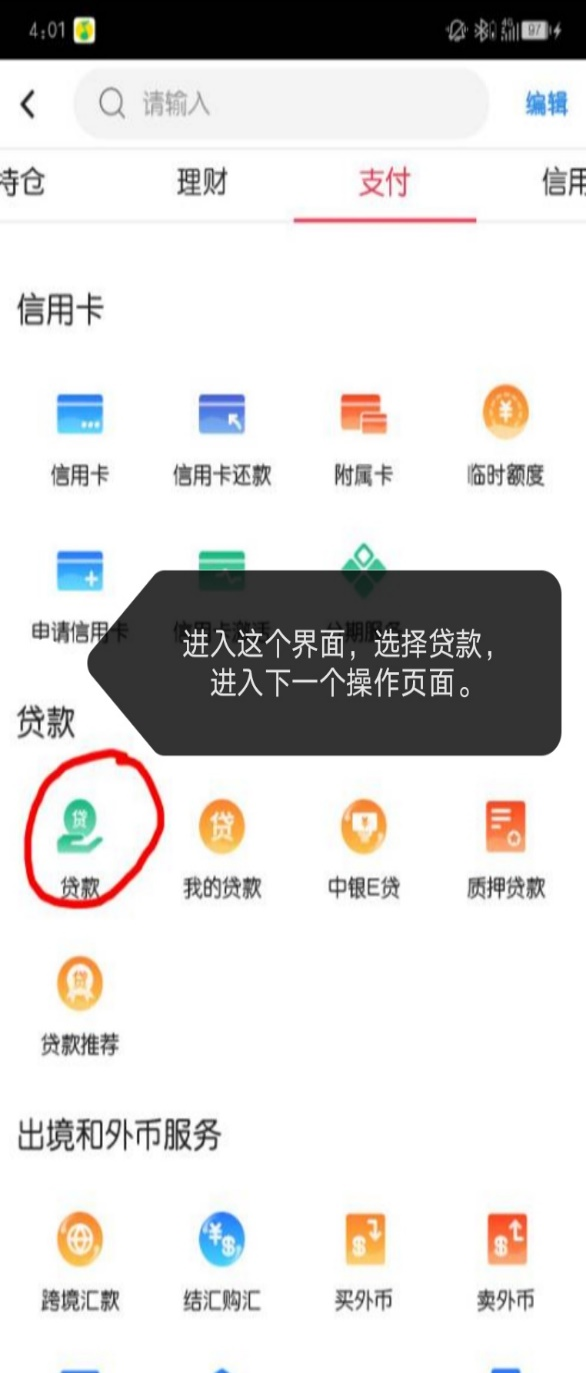 4:01
4G
97
请输入
编辑
持仓
理财
支付
信用
信用卡
信用卡
信用卡还款
附属卡
临时额度
申请信用卡
进入这个界面，选择贷款，
进入下一个操作页面。
贷款
贷
贷
贷款
我的贷款
中银E贷
质押贷款
贷
贷款推荐
出境和外币服务
跨境汇款
结汇购汇
买外币
卖外币